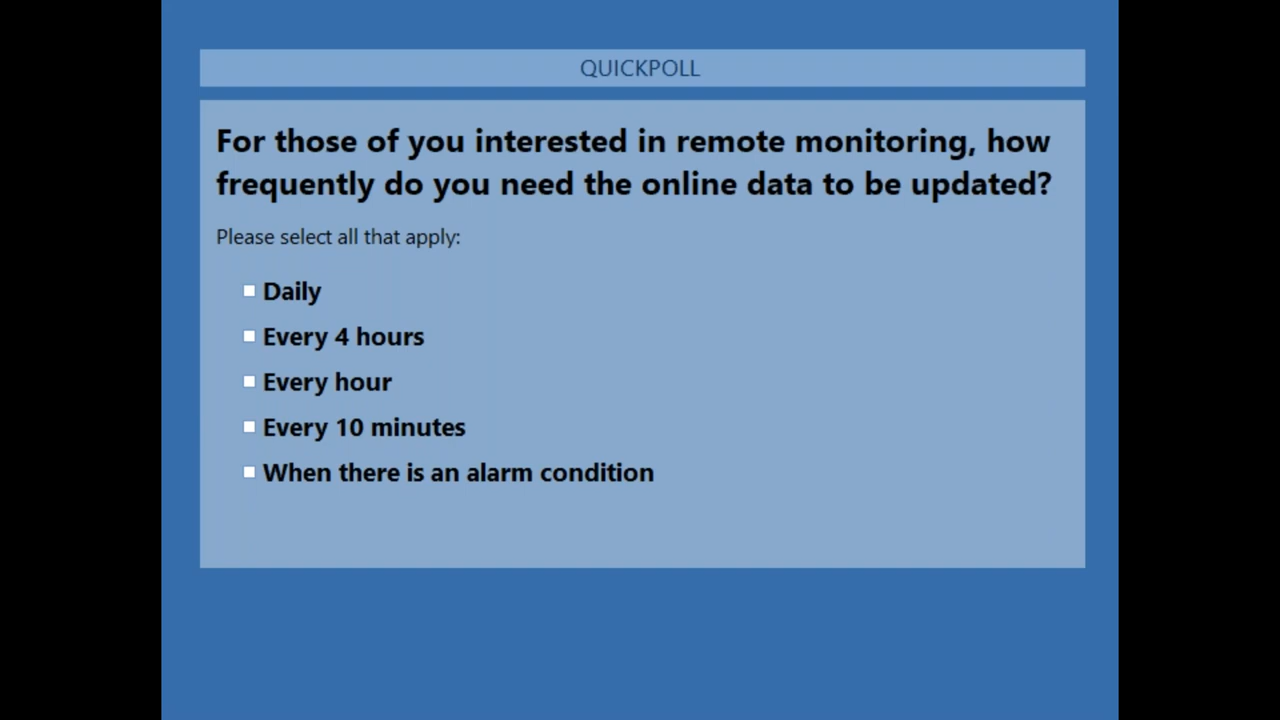 QUICKPOLL
For those of you interested in remote monitoring, how
frequently do you need the online data to be updated?
Please select all that apply:
Daily
Every 4 hours
Every hour
Every 10 minutes
When there is an alarm condition